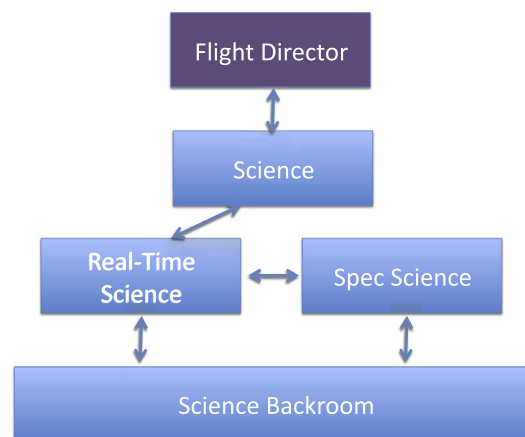 Flight Director
Science
Real-Time
Science
Spec Science
Science Backroom